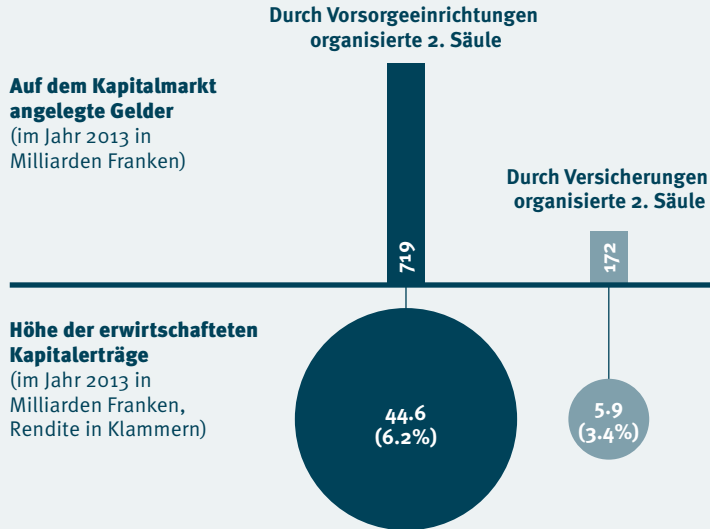 Durch Vorsorgeeinrichtungen
organisierte 2. Säule
Auf dem Kapitalmarkt
angelegte Gelder
(im Jahr 2013 in
Milliarden Franken)
Durch Versicherungen
organisierte 2. Säule
719
172
Höhe der erwirtschafteten
Kapitalerträge
(im Jahr 2013 in
Milliarden Franken,
Rendite in Klammern)
44.6
(6.2%)
5.9
(3.4%)